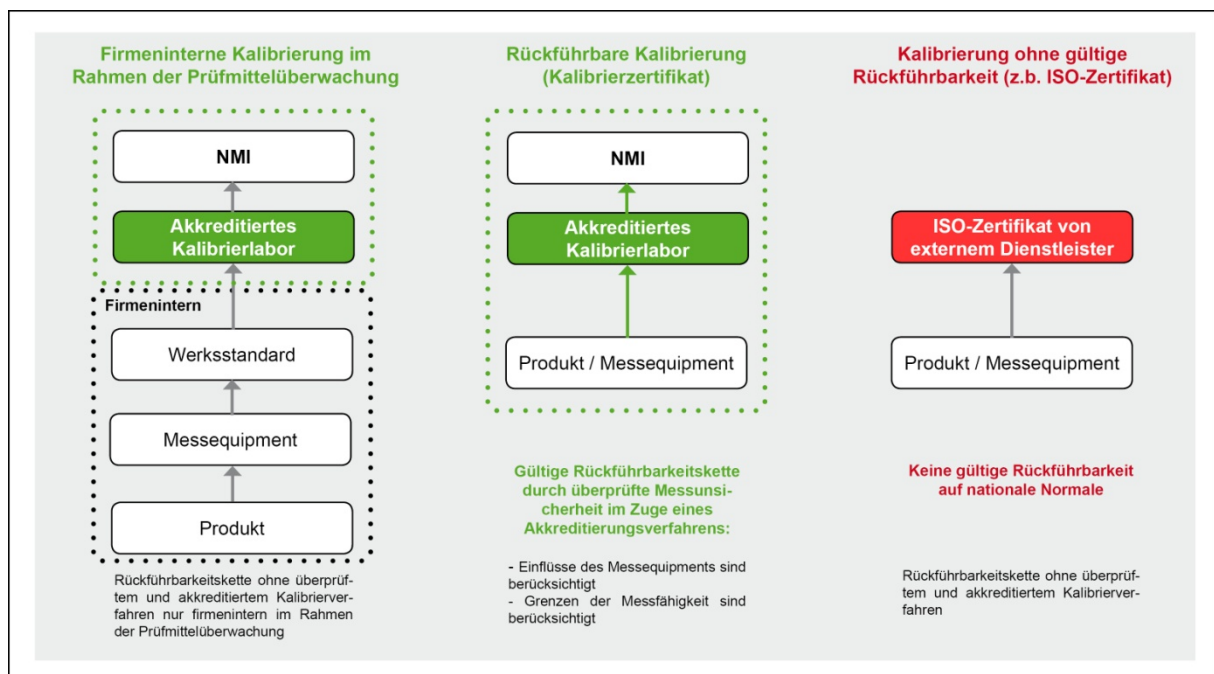 Firmeninterne Kalibrierung im
Rahmen der Prüfmittelüberwachung
NMI
Akkreditiertes
Kalibrierlabor
Firmenintern
Werksstandard
Messequipment
Produkt
Rückführbarkeitskette ohne überprüf-
tem und akkreditiertem Kalibrierver-
fahren nur firmenintern im Rahmen
der Prüfmittelüberwachung
Rückführbare Kalibrierung
(Kalibrierzertifikat)
NMI
Akkreditiertes
Kalibrierlabor
Produkt / Messequipment
Gültige Rückführbarkeitskette
durch überprüfte Messunsi-
cherheit im Zuge eines
Akkreditierungsverfahrens:
- Einflüsse des Messequipments sind
berücksichtigt
- Grenzen der Messfähigkeit sind
berücksichtigt
Kalibrierung ohne gültige
Rückführbarkeit (z.b. ISO-Zertifikat)
ISO-Zertifikat von
externem Dienstleister
Produkt / Messequipment
Keine gültige Rückführbarkeit
auf nationale Normale
Rückführbarkeitskette ohne überprüf-
tem und akkreditiertem Kalibrierver-
fahren